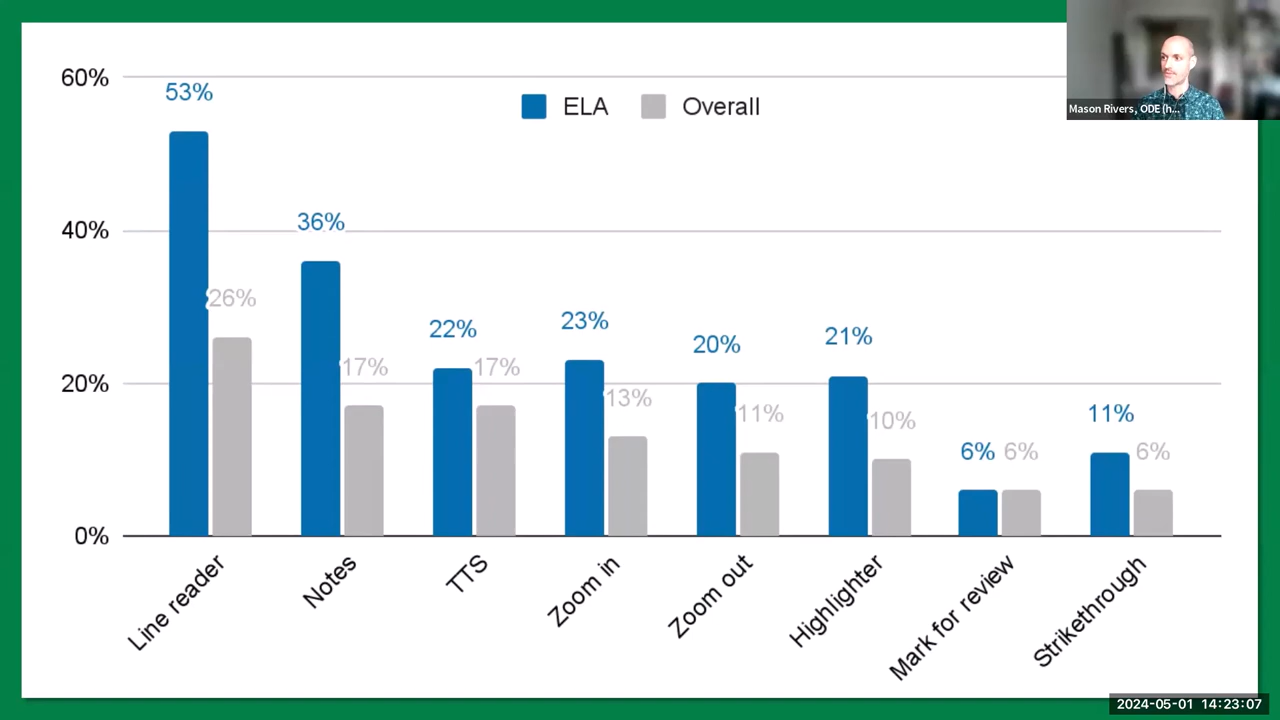 60%
40%
20%
0%
ELA Overall
53%
26%
36%
17%
22%
17%
23%
13%
20%
11%
21%
10%
6%
6%
11%
6%
Line reader
Notes
TTS
Zoom in
Zoom out
Highlighter
Mark for review
Strikethrough
Mason Rivers, ODE (h...
2024-05-01 14:23:07